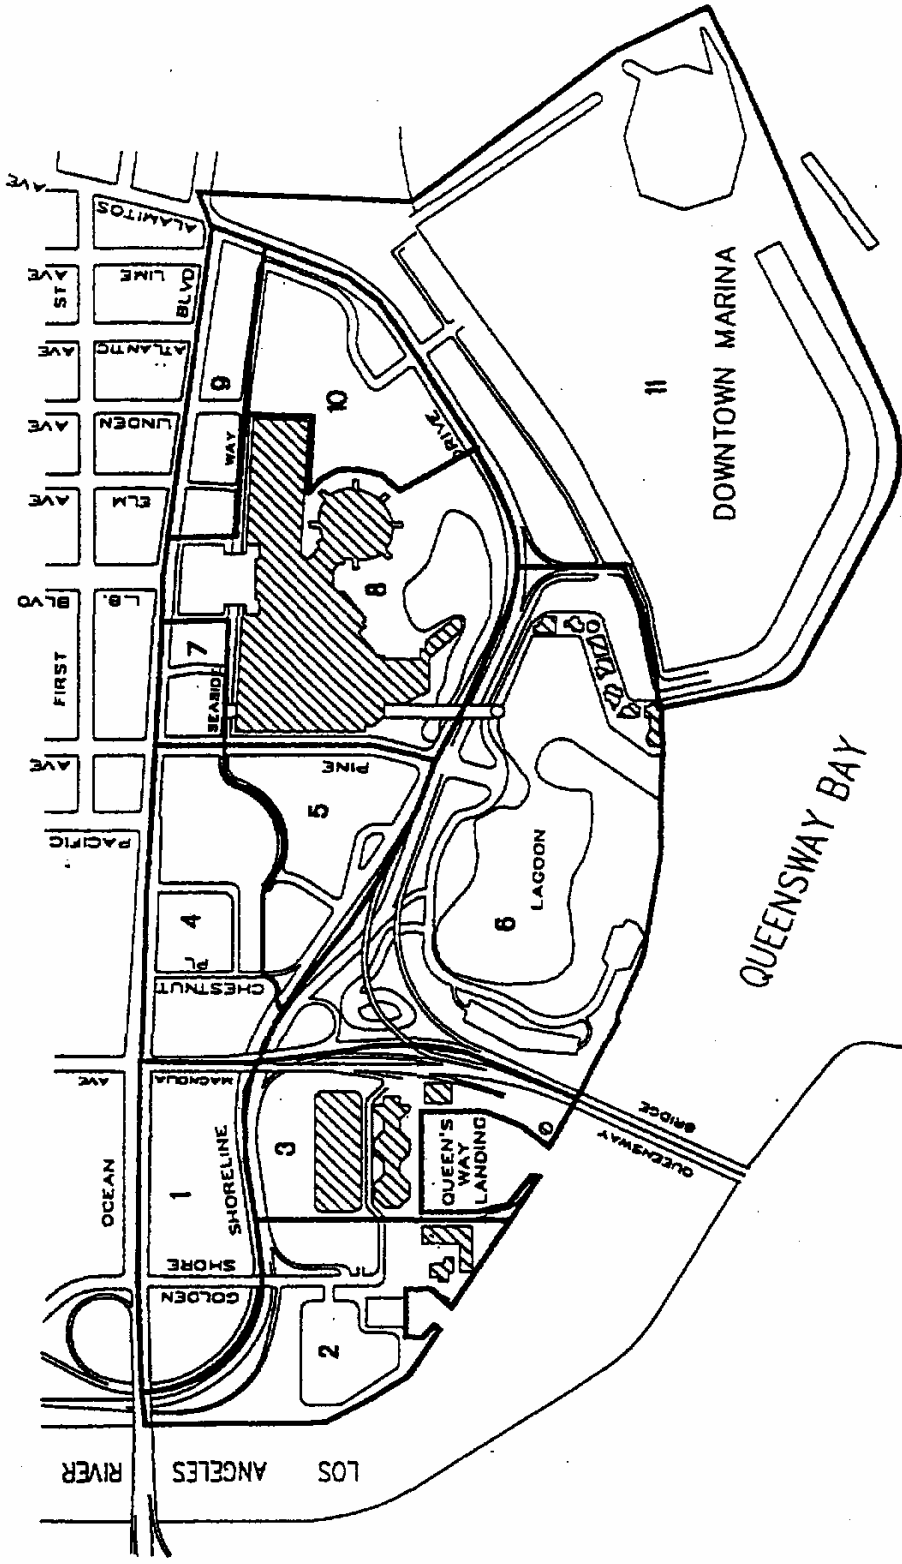 LOS ANGELES RIVER
OCEAN
BLVD
FIRST
ST
GOLDEN
SHORE
SHORELINE
DRIVE
MAGNOLIA
AVE
CHESTNUT
PL
PACIFIC
AVE
PINE
SEASIDE
WAY
L.B.
BLVD
ELM
AVE
LINDEN
AVE
ATLANTIC
AVE
LIME
AVE
ALAMITOS
AVE
1
2
3
4
5
6
7
8
9
10
11
QUEEN'S
WAY
LANDING
LAGOON
QUEENSWAY
BRIDGE
DOWNTOWN MARINA
QUEENSWAY BAY